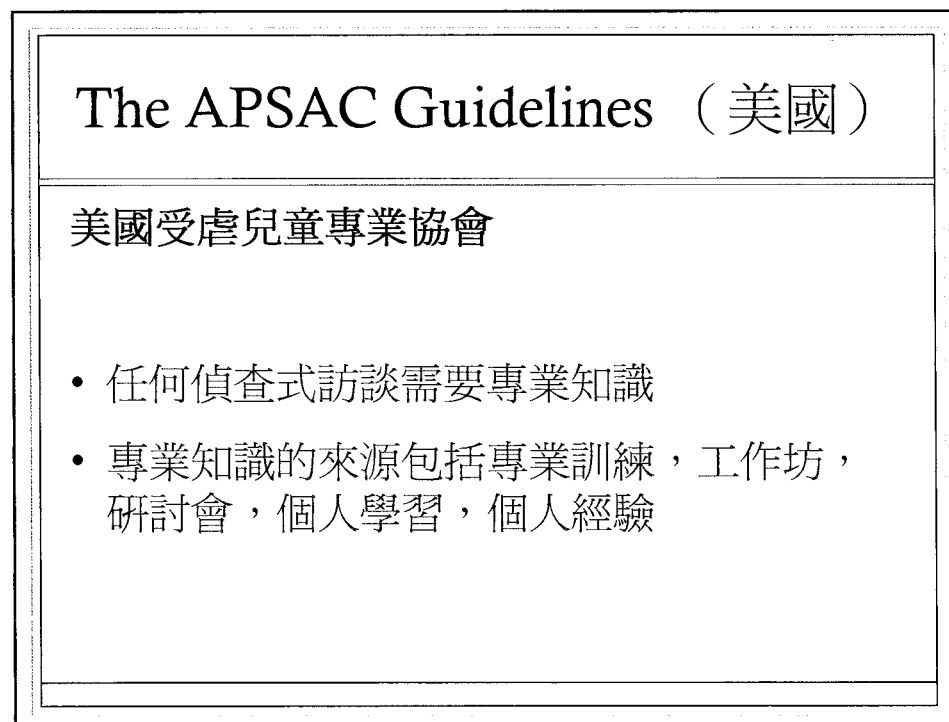 The APSAC Guidelines （美國）
美國受虐兒童專業協會
• 任何偵查式訪談需要專業知識
• 專業知識的來源包括專業訓練，工作坊，
研討會，個人學習，個人經驗